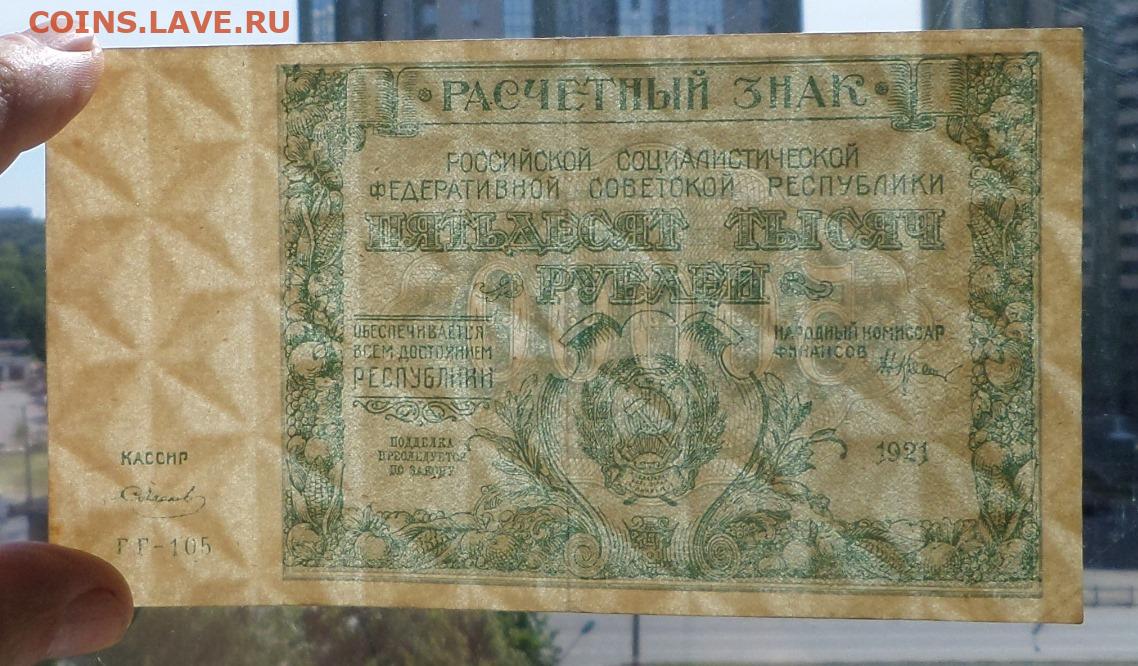 COINS.LAVE.RU
РАСЧЕТНЫЙ ЗНАК
РОССИЙСКОЙ СОЦИАЛИСТИЧЕСКОЙ
ФЕДЕРАТИВНОЙ СОВЕТСКОЙ РЕСПУБЛИКИ
ПЯТЬДЕСЯТ ТЫСЯЧ
РУБЛЕЙ
ОБЕСПЕЧИВАЕТСЯ
ВСЕМ ДОСТОЯНИЕМ
РЕСПУБЛИКИ
НАРОДНЫЙ КОМИССАР
ФИНАНСОВ
ПОДДЕЛКА
ПРЕСЛЕДУЕТСЯ
ПО ЗАКОНУ
1921
КАССИР
ГГ-105